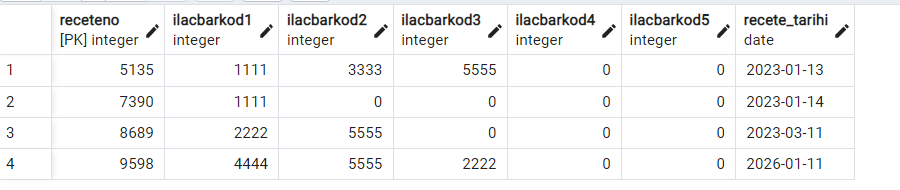 receteno ilacbarkod1 ilacbarkod2 ilacbarkod3 ilacbarkod4 ilacbarkod5 recete_tarihi
[PK] integer integer integer integer integer integer date
1 5135 1111 3333 5555 0 0 2023-01-13
2 7390 1111 0 0 0 0 2023-01-14
3 8689 2222 5555 0 0 0 2023-03-11
4 9598 4444 5555 2222 0 0 2026-01-11